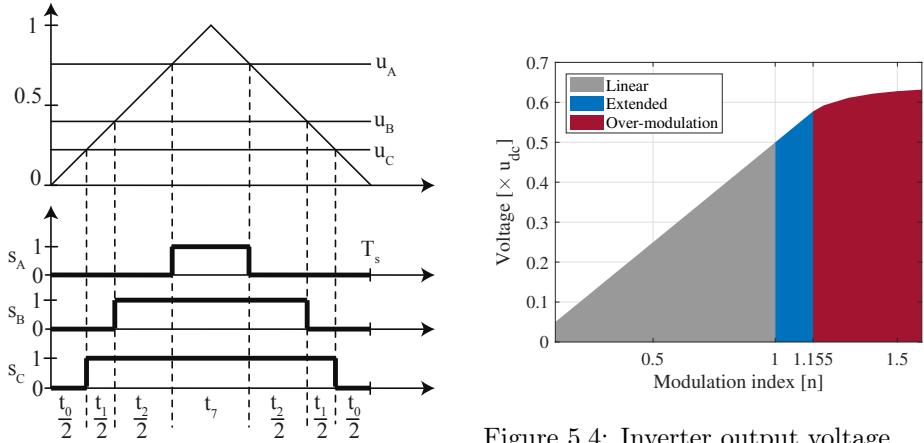 1
0.5
0
u_A
u_B
u_C
s_A
1
0
T_s
s_B
1
0
s_C
1
0
t_0/2
t_1/2
t_2/2
t_7
t_2/2
t_1/2
t_0/2
0.7
0.6
0.5
0.4
0.3
0.2
0.1
0
Voltage [× u_dc]
Linear
Extended
Over-modulation
0.5
1
1.155
1.5
Modulation index [n]
Figure 5.4: Inverter output voltage